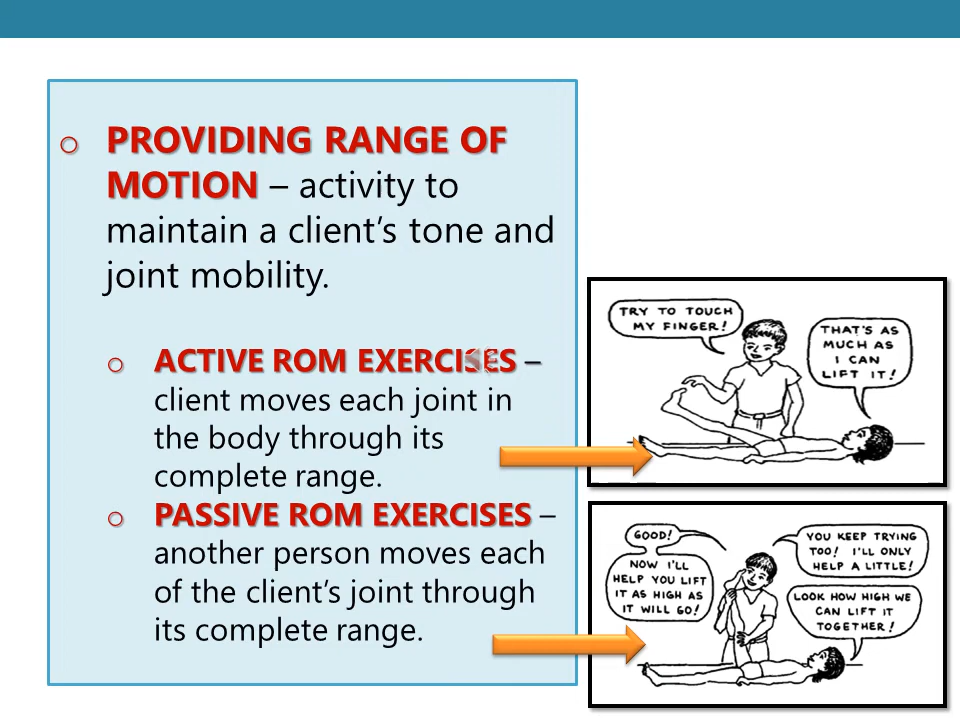 o PROVIDING RANGE OF
MOTION – activity to
maintain a client's tone and
joint mobility.
o ACTIVE ROM EXERCISES –
client moves each joint in
the body through its
complete range.
o PASSIVE ROM EXERCISES –
another person moves each
of the client's joint through
its complete range.
TRY TO TOUCH
MY FINGER!
THAT'S AS
MUCH AS
I CAN
LIFT IT!
GOOD!
NOW I'LL
HELP YOU LIFT
IT AS HIGH AS
IT WILL GO!
YOU KEEP TRYING
TOO! I'LL ONLY
HELP A LITTLE!
LOOK HOW HIGH WE
CAN LIFT IT
TOGETHER!